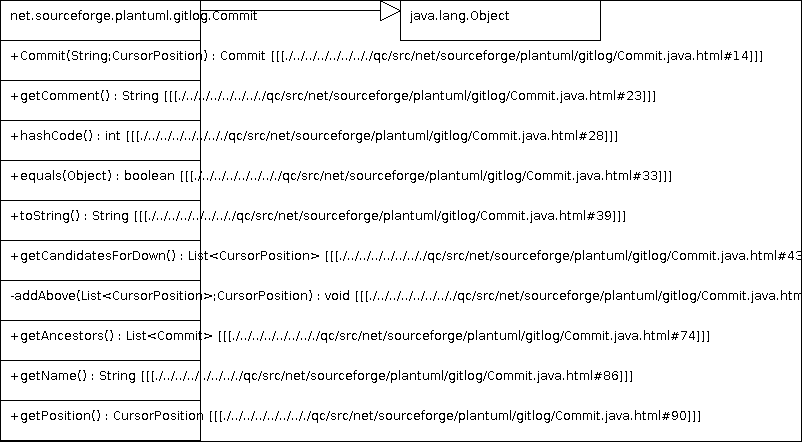 net.sourceforge.plantuml.gitlog.Commit
java.lang.Object
+Commit(String;CursorPosition) : Commit [[[./../../../../../../../qc/src/net/sourceforge/plantuml/gitlog/Commit.java.html#14]]]
+getComment() : String [[[./../../../../../../../qc/src/net/sourceforge/plantuml/gitlog/Commit.java.html#23]]]
+hashCode() : int [[[./../../../../../../../qc/src/net/sourceforge/plantuml/gitlog/Commit.java.html#28]]]
+equals(Object) : boolean [[[./../../../../../../../qc/src/net/sourceforge/plantuml/gitlog/Commit.java.html#33]]]
+toString() : String [[[./../../../../../../../qc/src/net/sourceforge/plantuml/gitlog/Commit.java.html#39]]]
+getCandidatesForDown() : List<CursorPosition> [[[./../../../../../../../qc/src/net/sourceforge/plantuml/gitlog/Commit.java.html#43
-addAbove(List<CursorPosition>;CursorPosition) : void [[[./../../../../../../../qc/src/net/sourceforge/plantuml/gitlog/Commit.java.htm
+getAncestors() : List<Commit> [[[./../../../../../../../qc/src/net/sourceforge/plantuml/gitlog/Commit.java.html#74]]]
+getName() : String [[[./../../../../../../../qc/src/net/sourceforge/plantuml/gitlog/Commit.java.html#86]]]
+getPosition() : CursorPosition [[[./../../../../../../../qc/src/net/sourceforge/plantuml/gitlog/Commit.java.html#90]]]